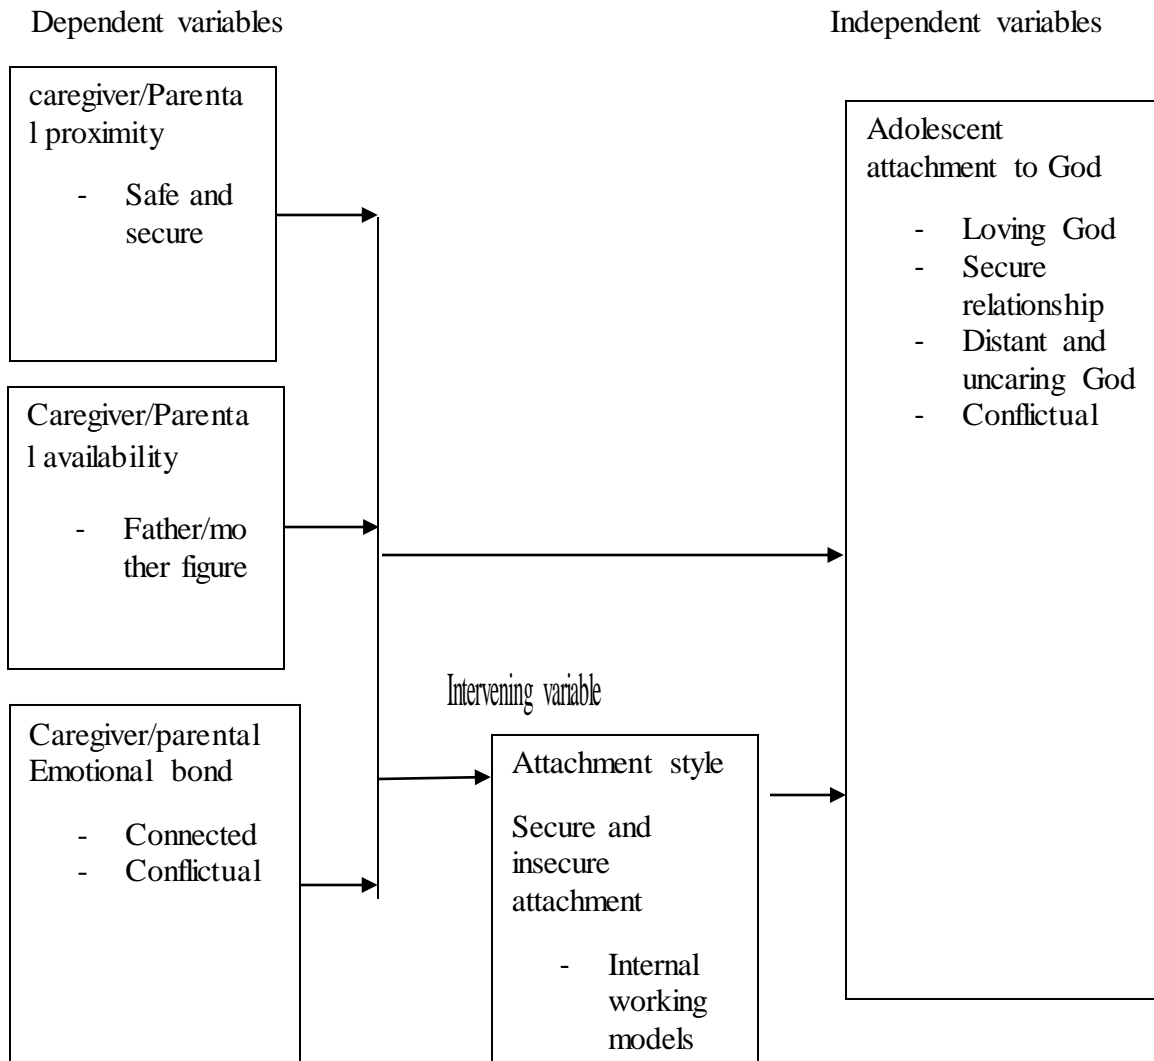 Dependent variables
Independent variables
caregiver/Parenta
l proximity
- Safe and
secure
Caregiver/Parenta
l availability
- Father/mo
ther figure
Caregiver/parental
Emotional bond
- Connected
- Conflictual
Intervening variable
Attachment style
Secure and
insecure
attachment
- Internal
working
models
Adolescent
attachment to God
- Loving God
- Secure
relationship
- Distant and
uncaring God
- Conflictual